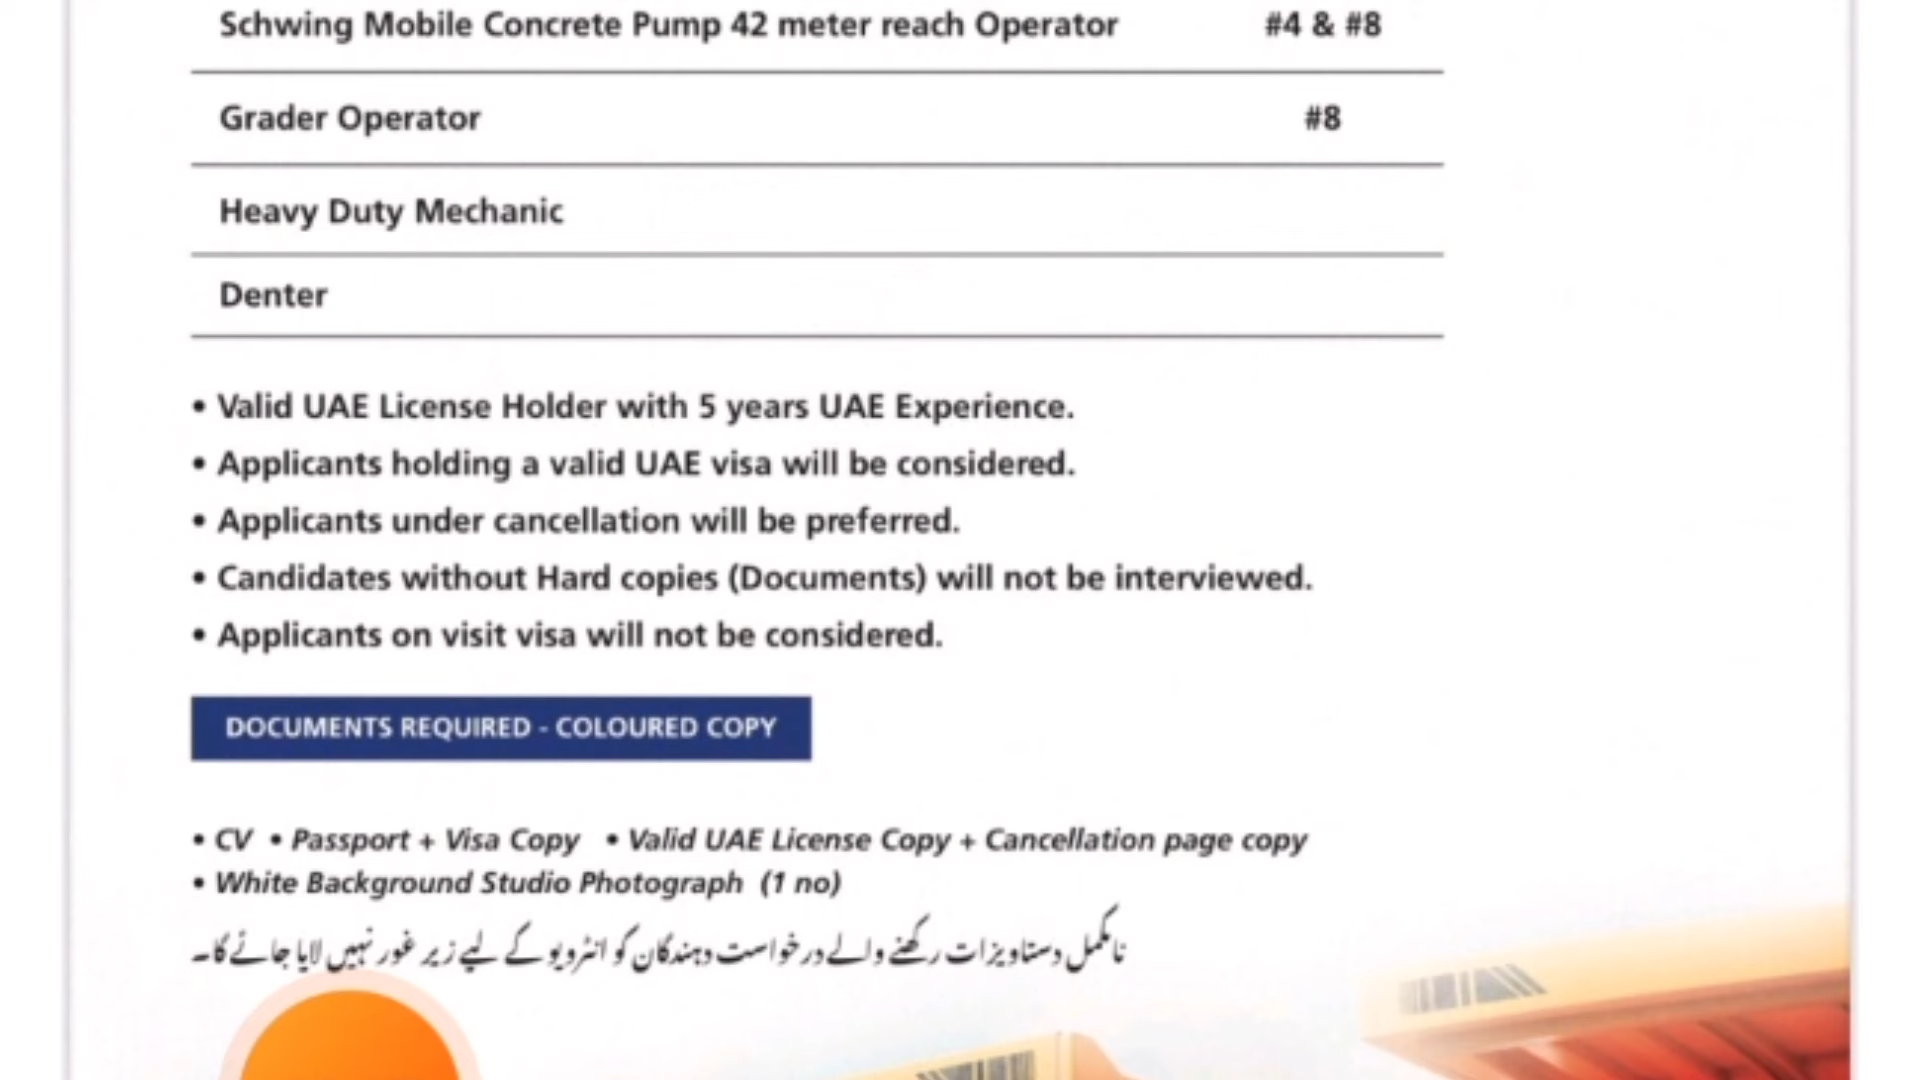 Schwing Mobile Concrete Pump 42 meter reach Operator #4 & #8
Grader Operator #8
Heavy Duty Mechanic
Denter
• Valid UAE License Holder with 5 years UAE Experience.
• Applicants holding a valid UAE visa will be considered.
• Applicants under cancellation will be preferred.
• Candidates without Hard copies (Documents) will not be interviewed.
• Applicants on visit visa will not be considered.
DOCUMENTS REQUIRED - COLOURED COPY
• CV • Passport + Visa Copy • Valid UAE License Copy + Cancellation page copy
• White Background Studio Photograph (1 no)
نامکمل دستاویزات رکھنے والے درخواست دہندگان کو انٹرویو کے لیے زیر غور نہیں لایا جائے گا۔